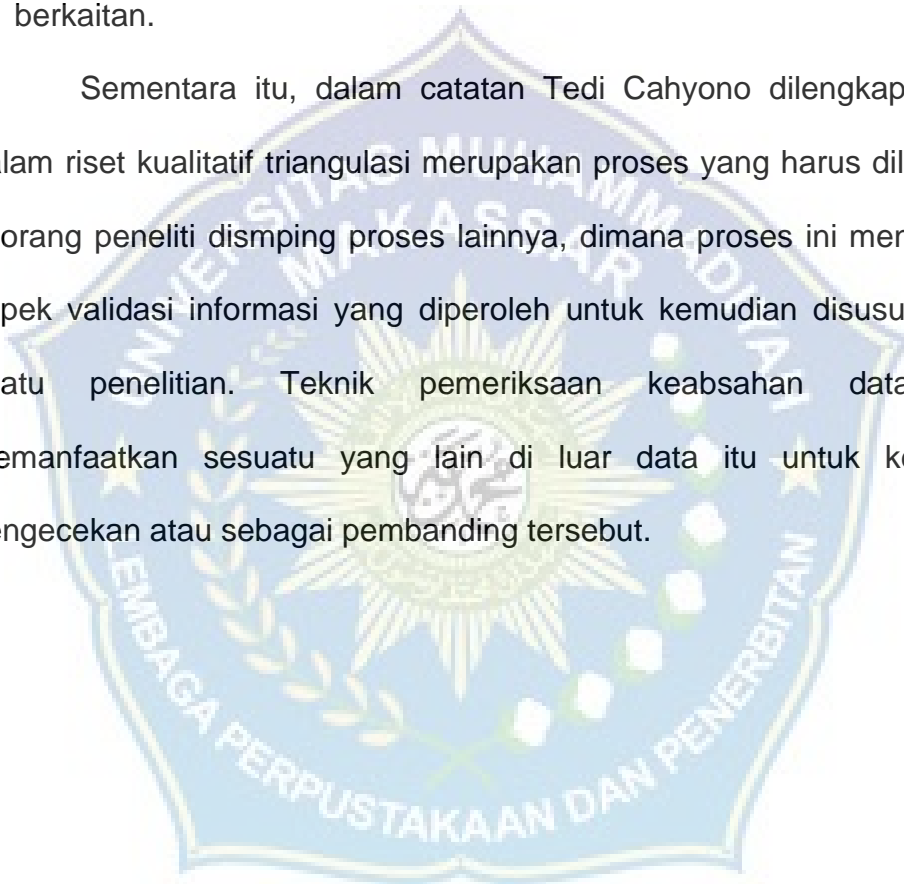 berkaitan.
Sementara itu, dalam catatan Tedi Cahyono dilengkap
alam riset kualitatif triangulasi merupakan proses yang harus dil
orang peneliti dismping proses lainnya, dimana proses ini mer
pek validasi informasi yang diperoleh untuk kemudian disusu
atu penelitian. Teknik pemeriksaan keabsahan data
emanfaatkan sesuatu yang lain di luar data itu untuk ke
engecekan atau sebagai pembanding tersebut.
UNIVERSITAS MUHAMMADIYAH
MAKASSAR
LEMBAGA PERPUSTAKAAN DAN PENERBITAN